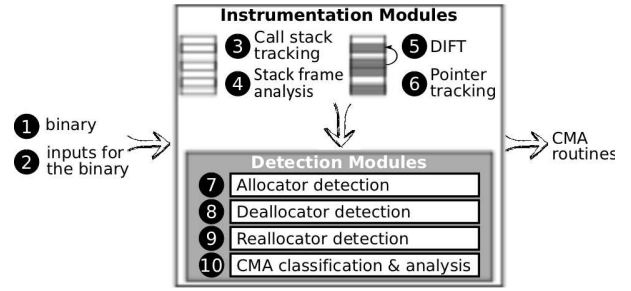 Instrumentation Modules
3 Call stack
tracking
4 Stack frame
analysis
5 DIFT
6 Pointer
tracking
1 binary
2 inputs for
the binary
CMA
routines
Detection Modules
7 Allocator detection
8 Deallocator detection
9 Reallocator detection
10 CMA classification & analysis